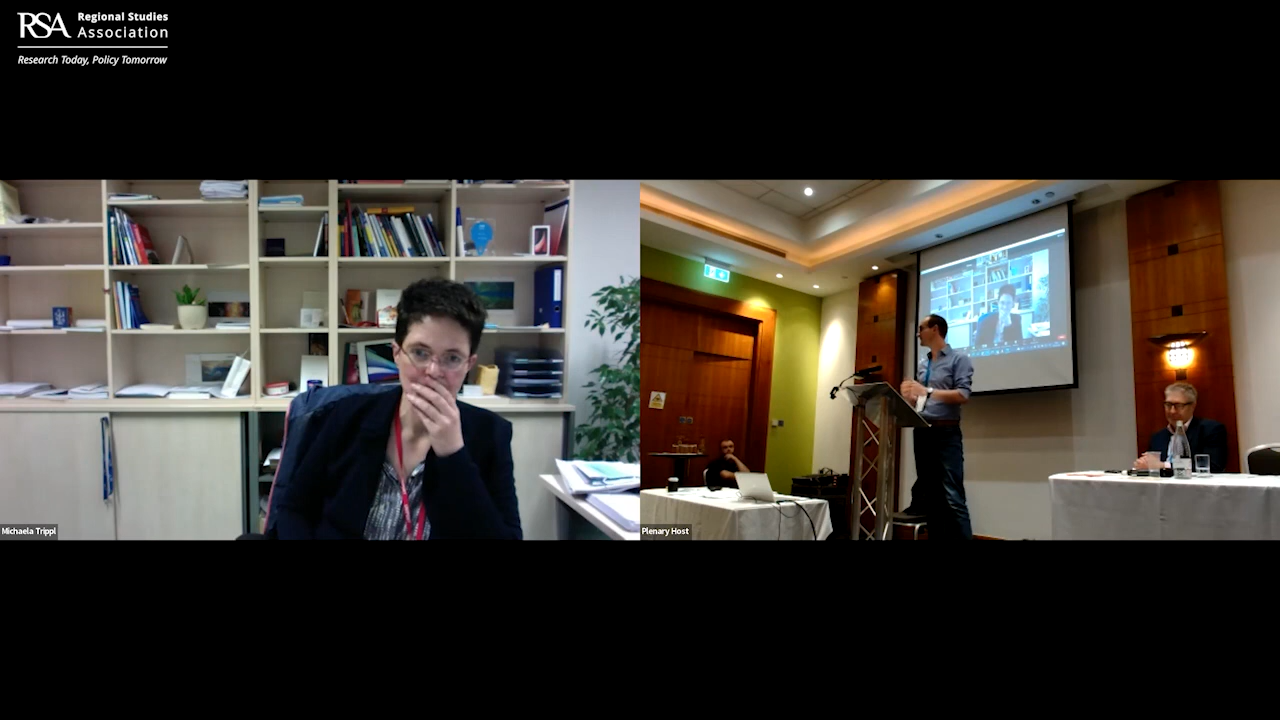 RSA
Regional Studies
Association
Research Today, Policy Tomorrow
Michaela Trippl
Plenary Host